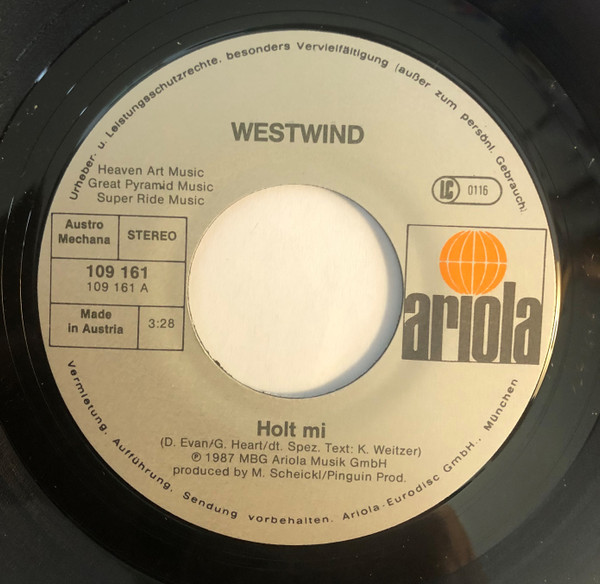 Urheber- u. Leistungsschutzrechte, besonders Vervielfältigung (außer zum persönl. Gebrauch)
WESTWIND
Heaven Art Music
Great Pyramid Music
Super Ride Music
LC 0116
Austro
Mechana
STEREO
109 161
109 161 A
Made
in Austria
3:28
ariola
Holt mi
(D. Evan/G. Heart/dt. Spez. Text: K. Weitzer)
℗ 1987 MBG Ariola Musik GmbH
produced by M. Scheickl/Pinguin Prod.
Vermietung, Aufführung, Sendung vorbehalten. Ariola-Eurodisc GmbH., München